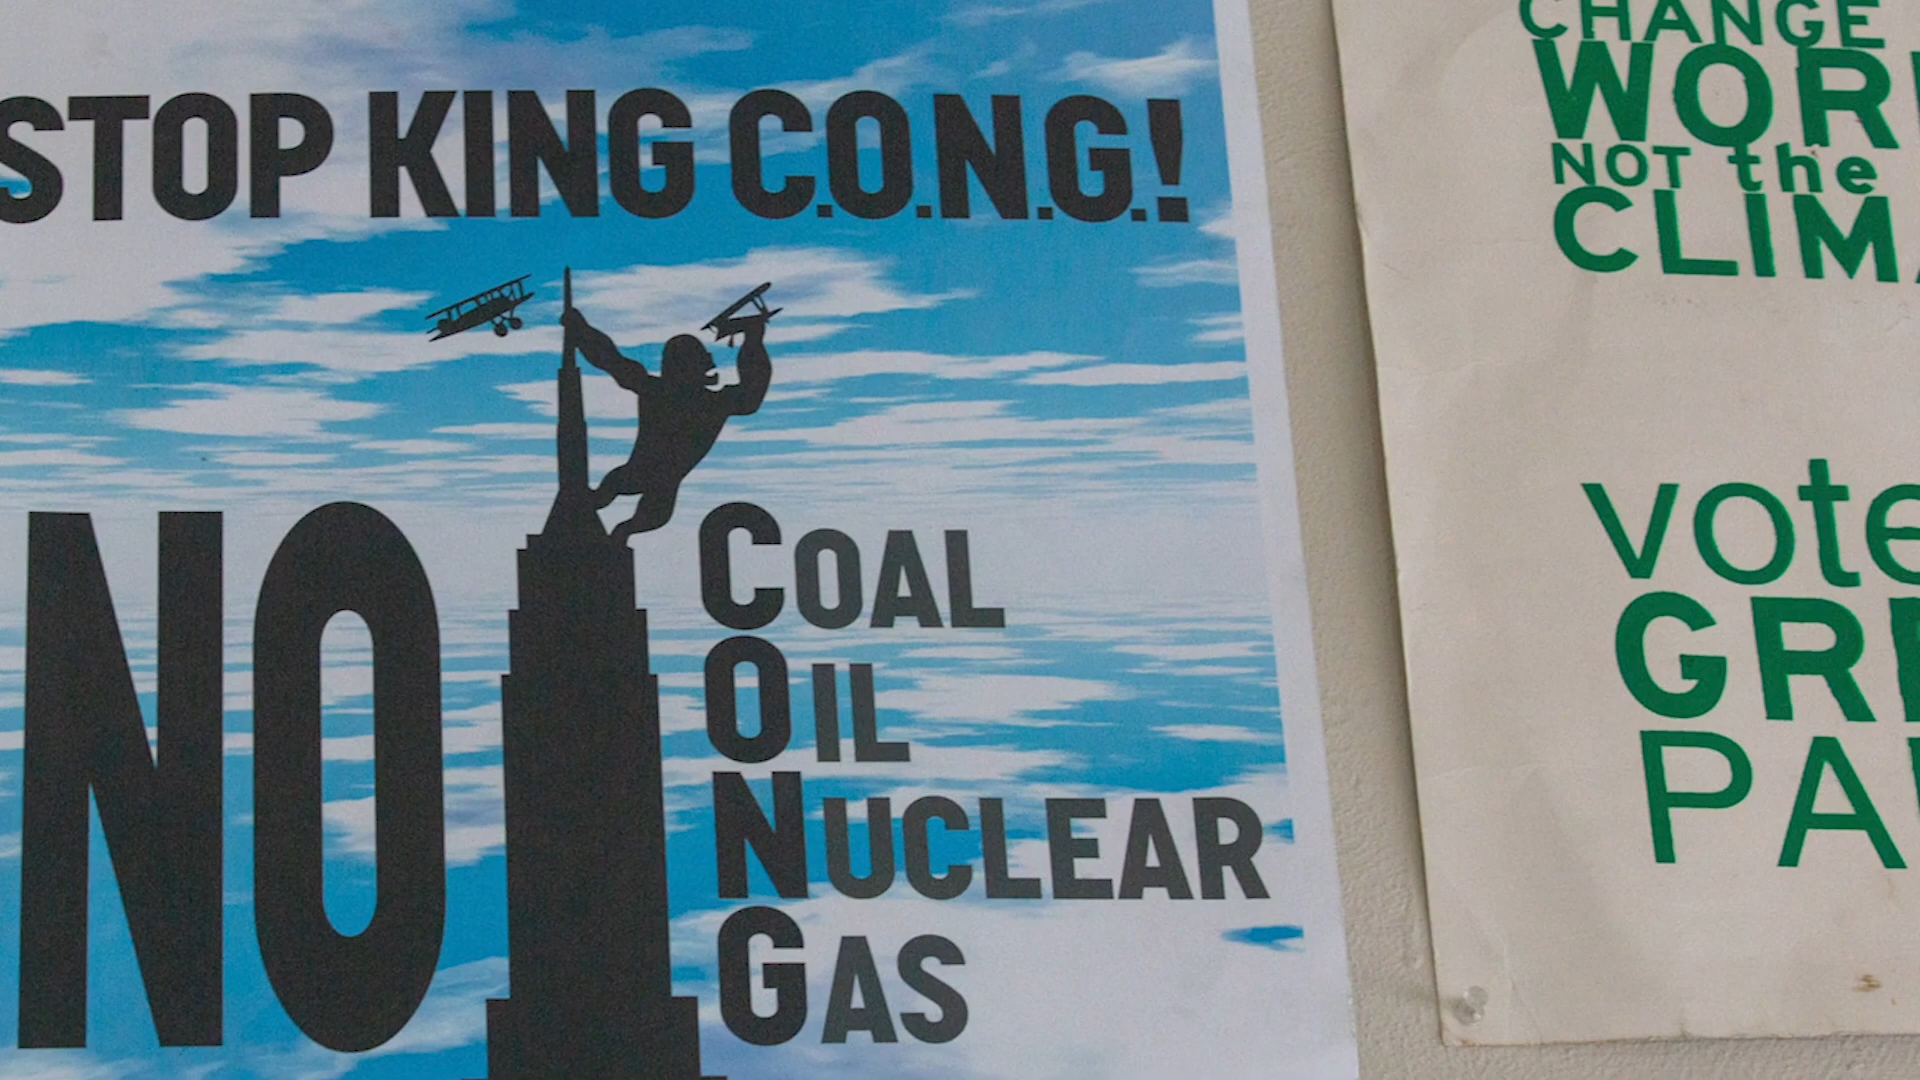 STOP KING C.O.N.G.!
NO
COAL
OIL
NUCLEAR
GAS
CHANGE
NOT the
vote